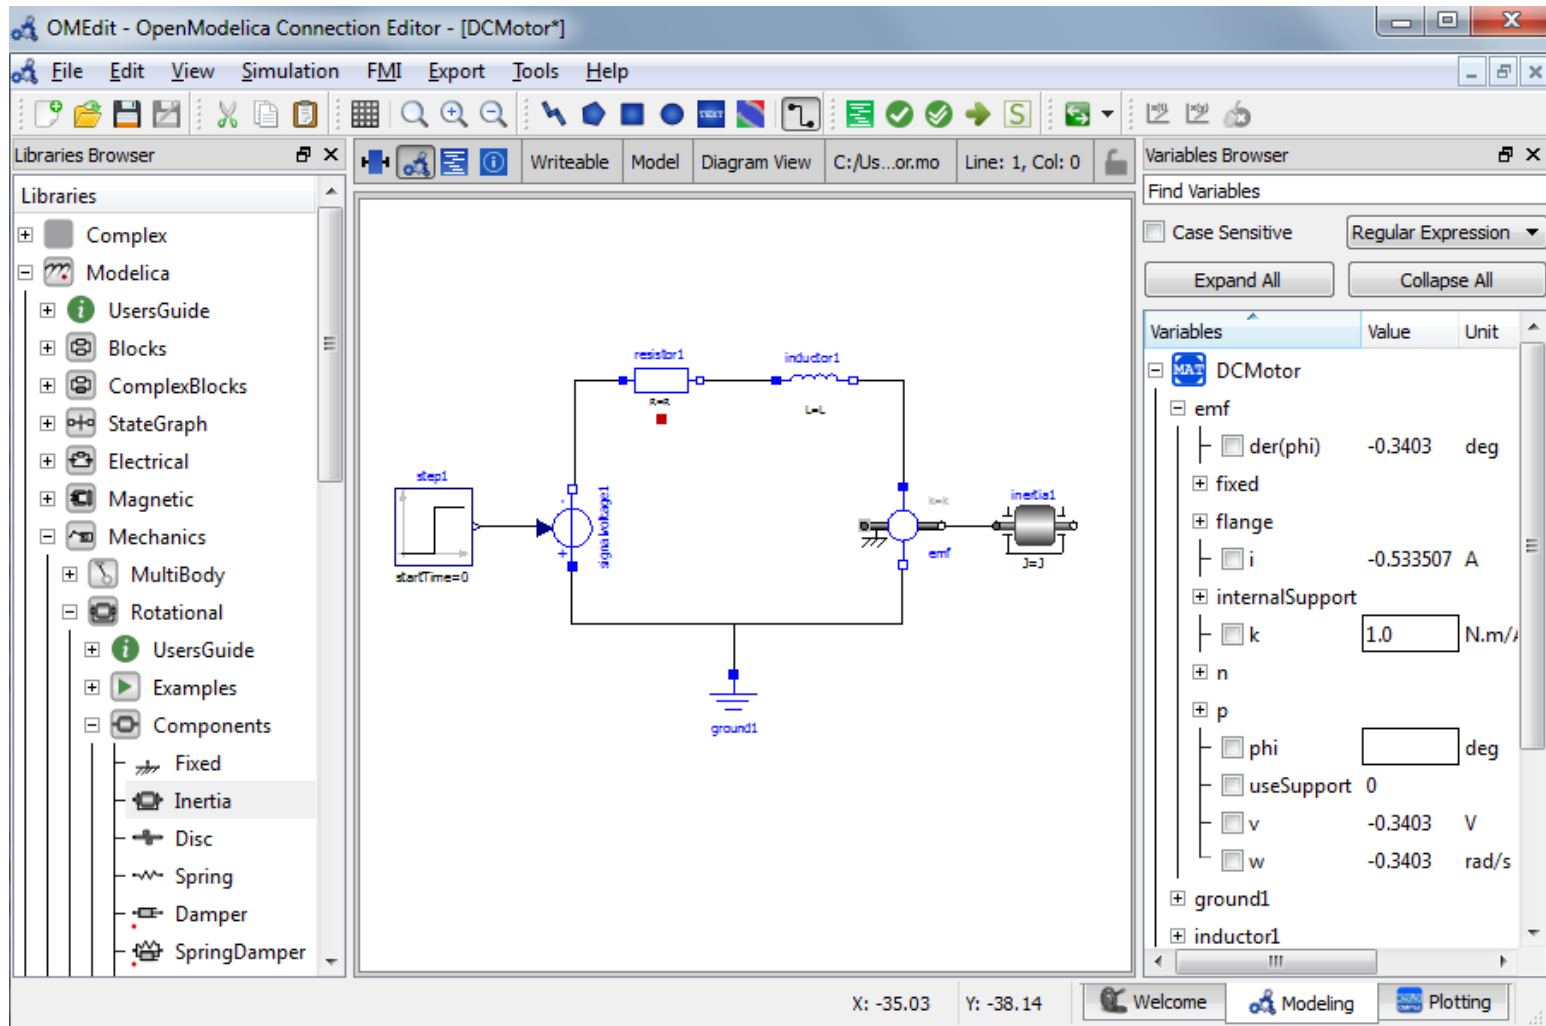 OMEdit - OpenModelica Connection Editor - [DCMotor*]
File Edit View Simulation FMI Export Tools Help
TEXT
S
Libraries Browser
Writeable Model Diagram View C:/Us...or.mo Line: 1, Col: 0
Libraries
Complex
Modelica
UsersGuide
Blocks
ComplexBlocks
StateGraph
Electrical
Magnetic
Mechanics
MultiBody
Rotational
UsersGuide
Examples
Components
Fixed
Inertia
Disc
Spring
Damper
SpringDamper
resistor1
R=R
inductor1
L=L
step1
startTime=0
signalVoltage1
- +
k=k
emf
inertia1
J=J
ground1
Variables Browser
Find Variables
Case Sensitive Regular Expression
Expand All Collapse All
Variables Value Unit
MAT DCMotor
emf
der(phi) -0.3403 deg
fixed
flange
i -0.533507 A
internalSupport
k 1.0 N.m/A
n
p
phi deg
useSupport 0
v -0.3403 V
w -0.3403 rad/s
ground1
inductor1
X: -35.03 Y: -38.14 Welcome Modeling Plotting